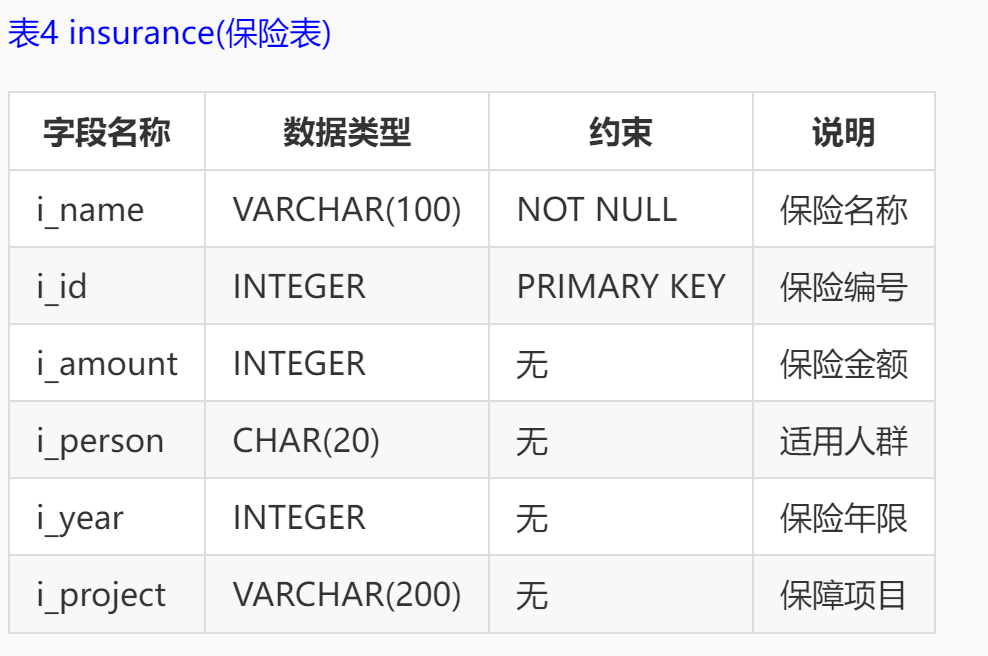 表4 insurance(保险表)
字段名称 数据类型 约束 说明
i_name VARCHAR(100) NOT NULL 保险名称
i_id INTEGER PRIMARY KEY 保险编号
i_amount INTEGER 无 保险金额
i_person CHAR(20) 无 适用人群
i_year INTEGER 无 保险年限
i_project VARCHAR(200) 无 保障项目